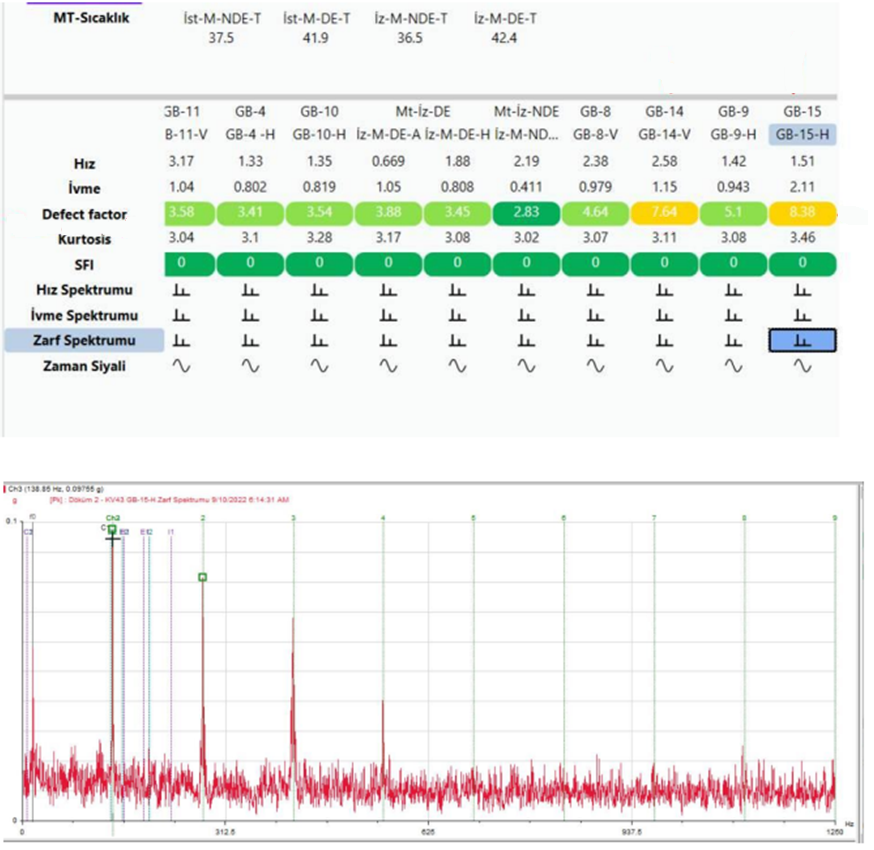 MT-Sıcaklık İst-M-NDE-T İst-M-DE-T İz-M-NDE-T İz-M-DE-T
37.5 41.9 36.5 42.4
GB-11 GB-4 GB-10 Mt-İz-DE Mt-İz-NDE GB-8 GB-14 GB-9 GB-15
B-11-V GB-4 -H GB-10-H İz-M-DE-A İz-M-DE-H İz-M-ND... GB-8-V GB-14-V GB-9-H GB-15-H
Hız 3.17 1.33 1.35 0.669 1.88 2.19 2.38 2.58 1.42 1.51
İvme 1.04 0.802 0.819 1.05 0.808 0.411 0.979 1.15 0.943 2.11
Defect factor 3.58 3.41 3.54 3.88 3.45 2.83 4.64 7.64 5.1 8.38
Kurtosis 3.04 3.1 3.28 3.17 3.08 3.02 3.07 3.11 3.08 3.46
SFI 0 0 0 0 0 0 0 0 0 0
Hız Spektrumu
İvme Spektrumu
Zarf Spektrumu
Zaman Siyali
Ch3 (138.85 Hz, 0.09755 g)
g [Pk] : Döküm 2 - KV43 GB-15-H Zarf Spektrumu 9/10/2022 6:14:31 AM
f0 Ch3 2 3 4 5 6 7 8 9
0.1
I1
0
0 312.5 625 937.5 1250 Hz